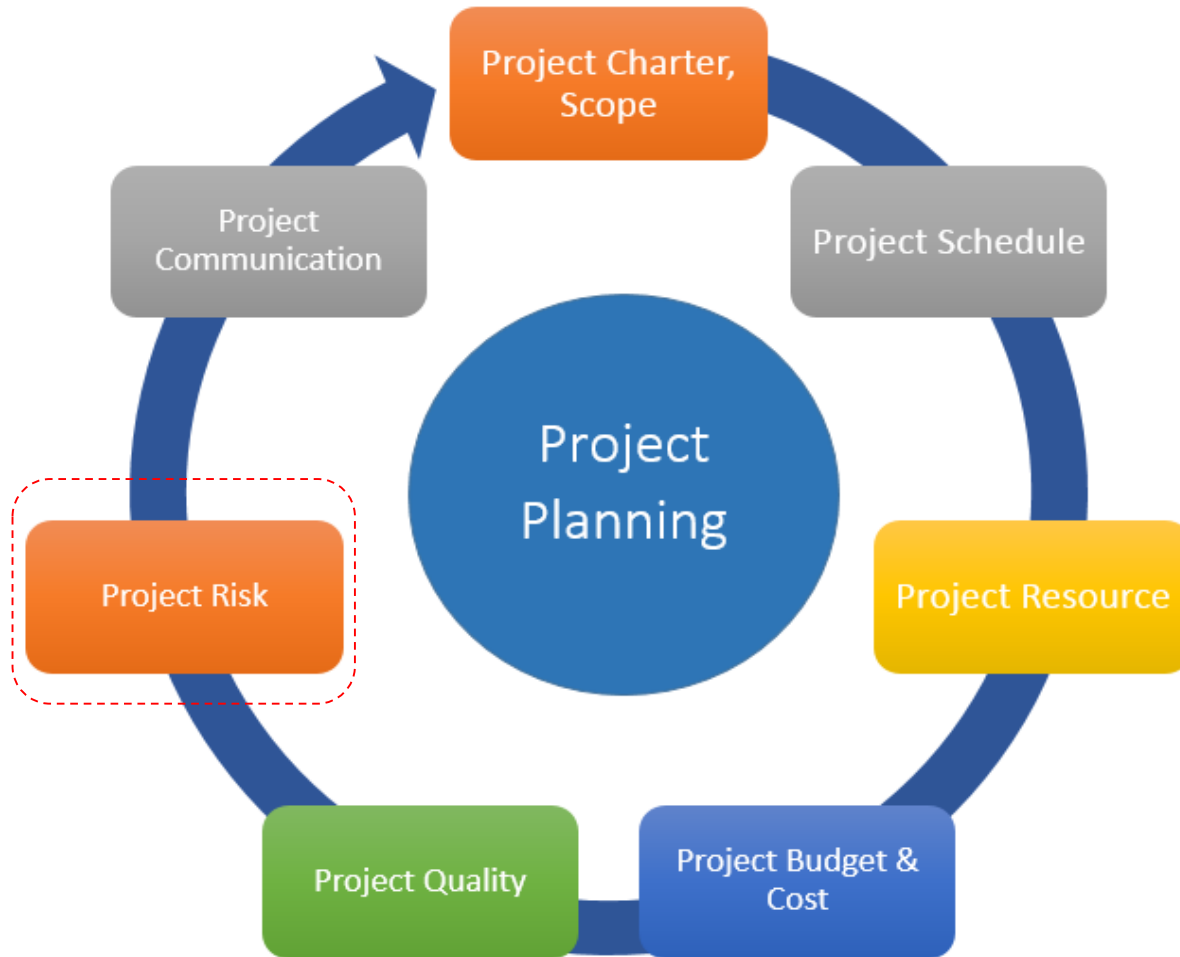 Project Charter,
Scope
Project Schedule
Project Resource
Project Budget &
Cost
Project Quality
Project Risk
Project
Communication
Project
Planning